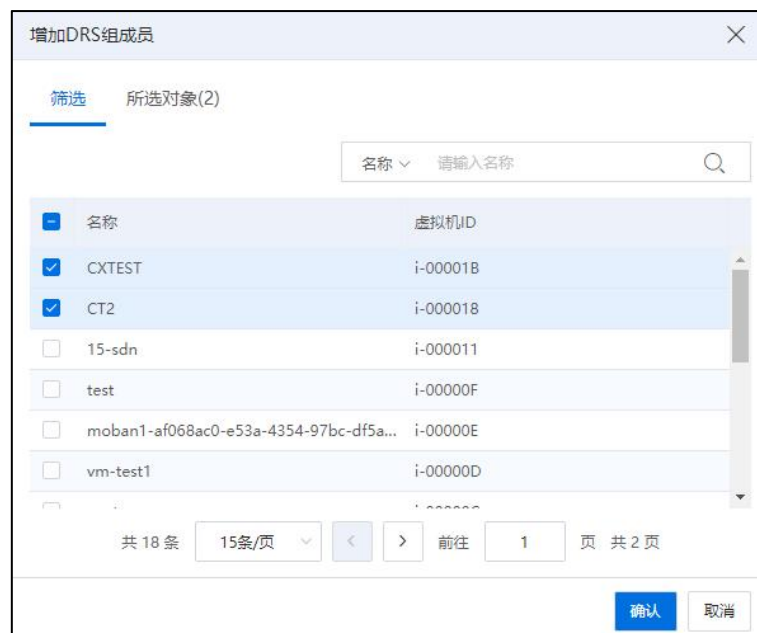 增加DRS组成员
筛选 所选对象(2)
名称 请输入名称
名称 虚拟机ID
CXTEST i-00001B
CT2 i-000018
15-sdn i-000011
test i-00000F
moban1-af068ac0-e53a-4354-97bc-df5a... i-00000E
vm-test1 i-00000D
共 18 条 15条/页 前往 1 页 共 2 页
确认 取消